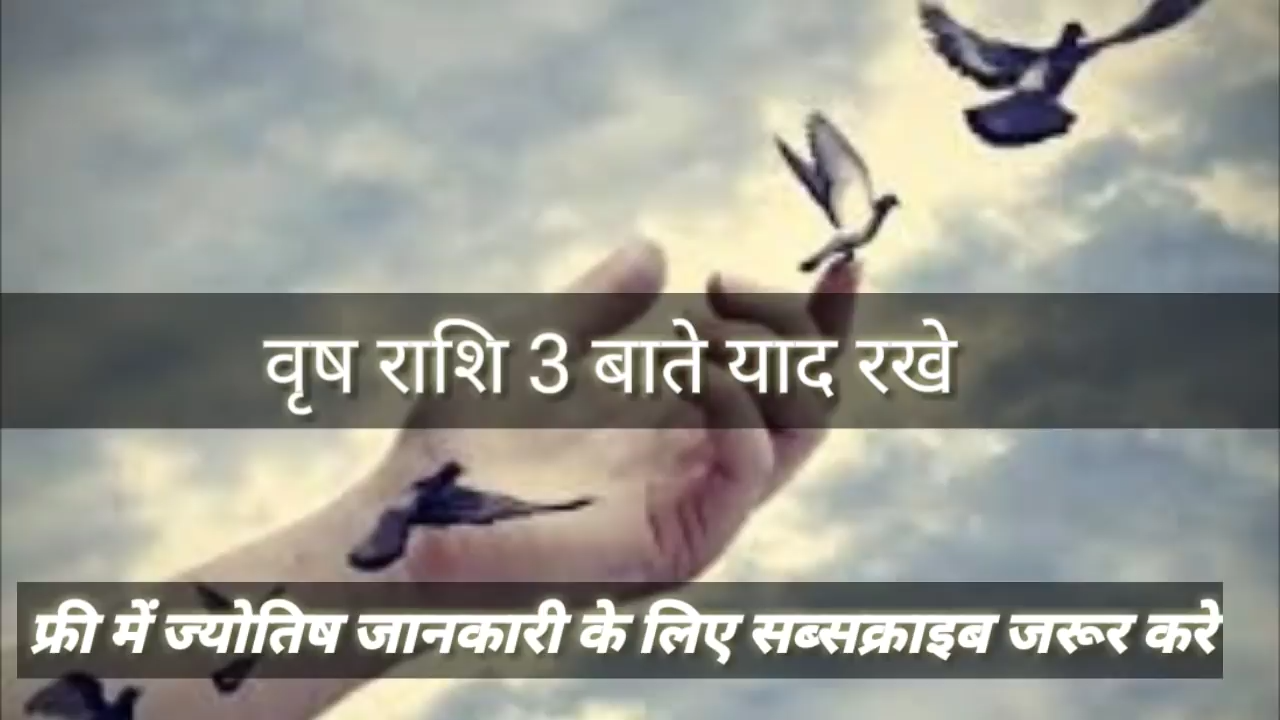 वृष राशि 3 बाते याद रखे
फ्री में ज्योतिष जानकारी के लिए सब्सक्राइब जरूर करे